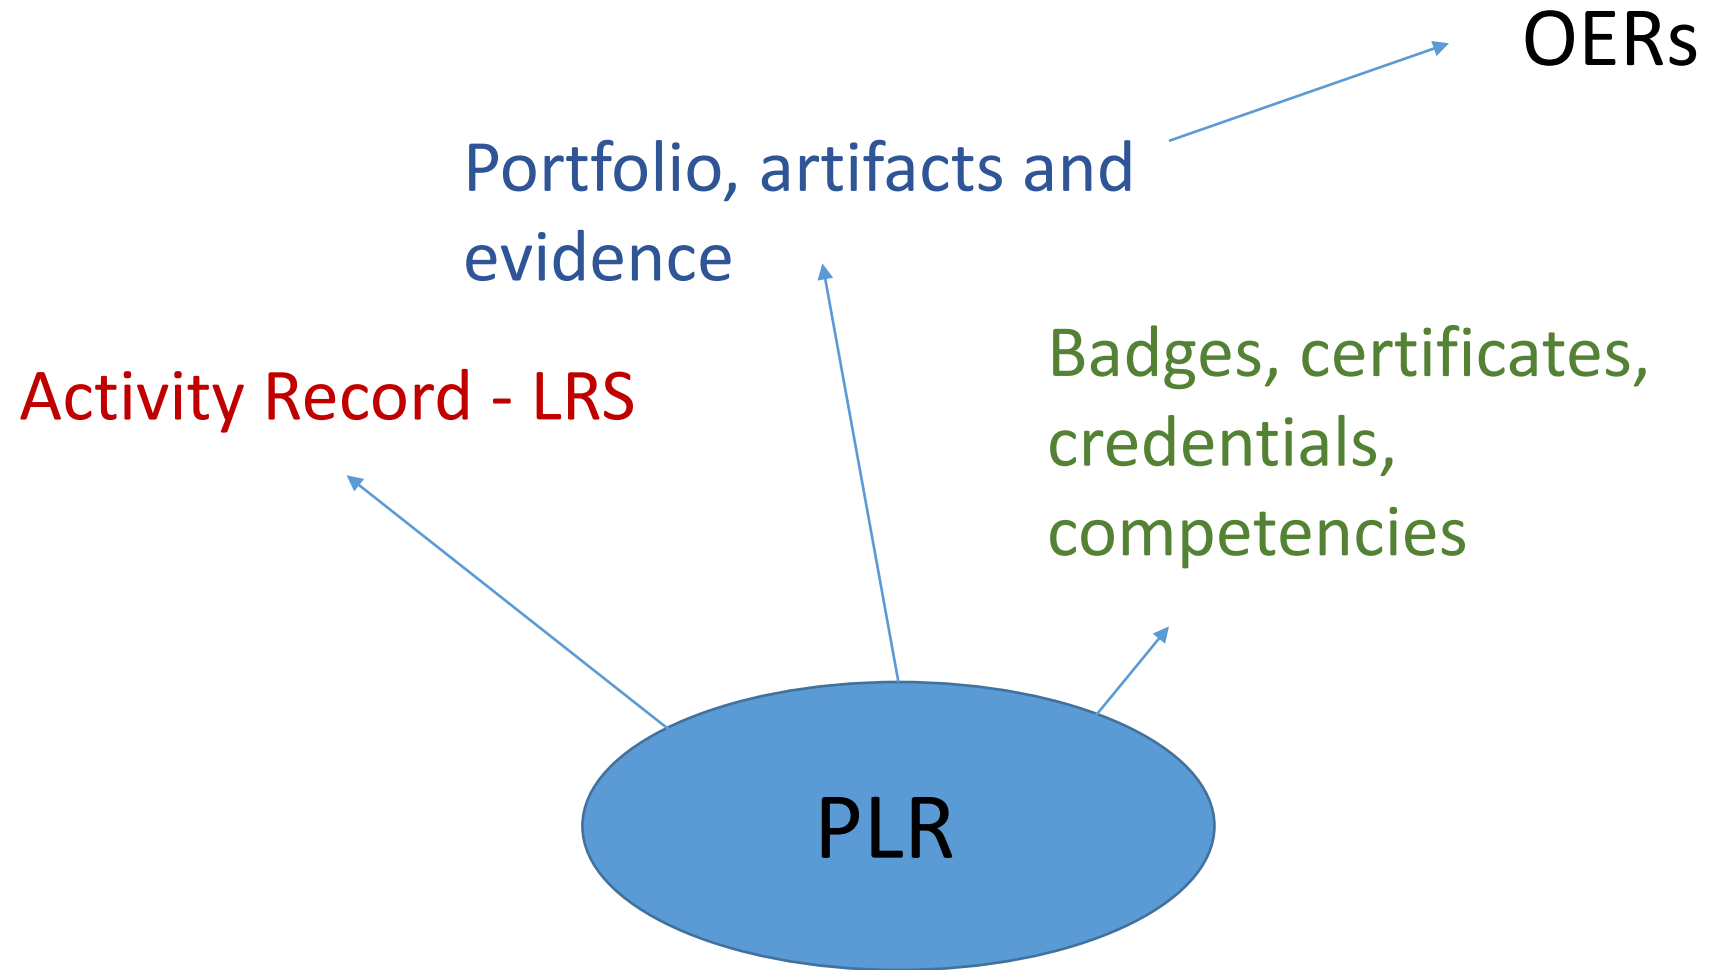 OERs
Portfolio, artifacts and
evidence
Activity Record - LRS
Badges, certificates,
credentials,
competencies
PLR